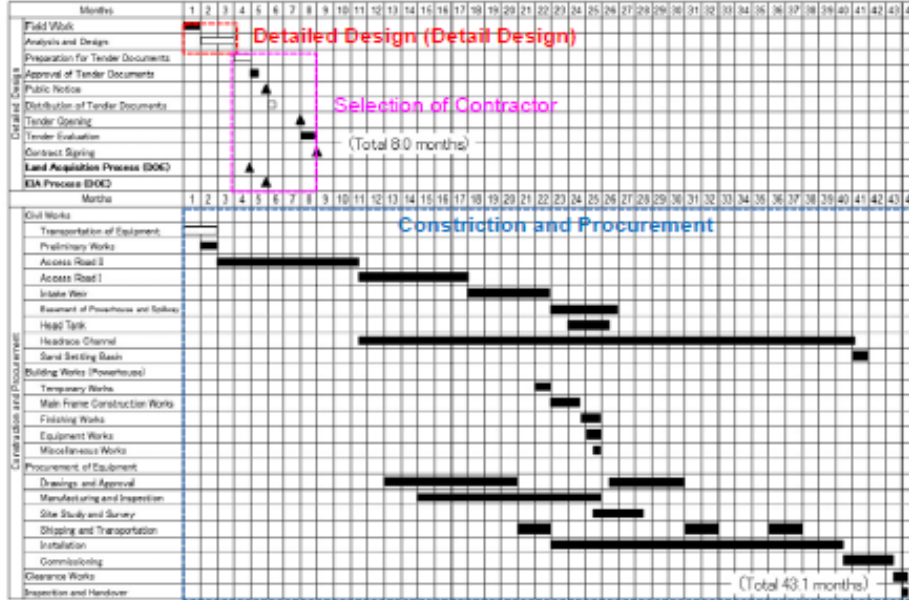 Months 1 2 3 4 5 6 7 8 9 10 11 12 13 14 15 16 17 18 19 20 21 22 23 24 25 26 27 28 29 30 31 32 33 34 35 36 37 38 39 40 41 42 43 4
Detailed Design
Field Work
Analysis and Design
Detailed Design (Detail Design)
Preparation for Tender Documents
Approval of Tender Documents
Public Notice
Distribution of Tender Documents
Selection of Contractor
Tender Opening
Tender Evaluation
(Total 8.0 months)
Contract Signing
Land Acquisition Process (DOE)
EIA Process (DOE)
Months 1 2 3 4 5 6 7 8 9 10 11 12 13 14 15 16 17 18 19 20 21 22 23 24 25 26 27 28 29 30 31 32 33 34 35 36 37 38 39 40 41 42 43 4
Construction and Procurement
Civil Works
Constriction and Procurement
Transportation of Equipment
Preliminary Works
Access Road II
Access Road I
Intake Weir
Basement of Powerhouse and Spillway
Head Tank
Headrace Channel
Sand Settling Basin
Building Works (Powerhouse)
Temporary Works
Main Frame Construction Works
Finishing Works
Equipment Works
Miscellaneous Works
Procurement of Equipment
Drawings and Approval
Manufacturing and Inspection
Site Study and Survey
Shipping and Transportation
Installation
Commissioning
Clearance Works
(Total 43.1 months)
Inspection and Handover